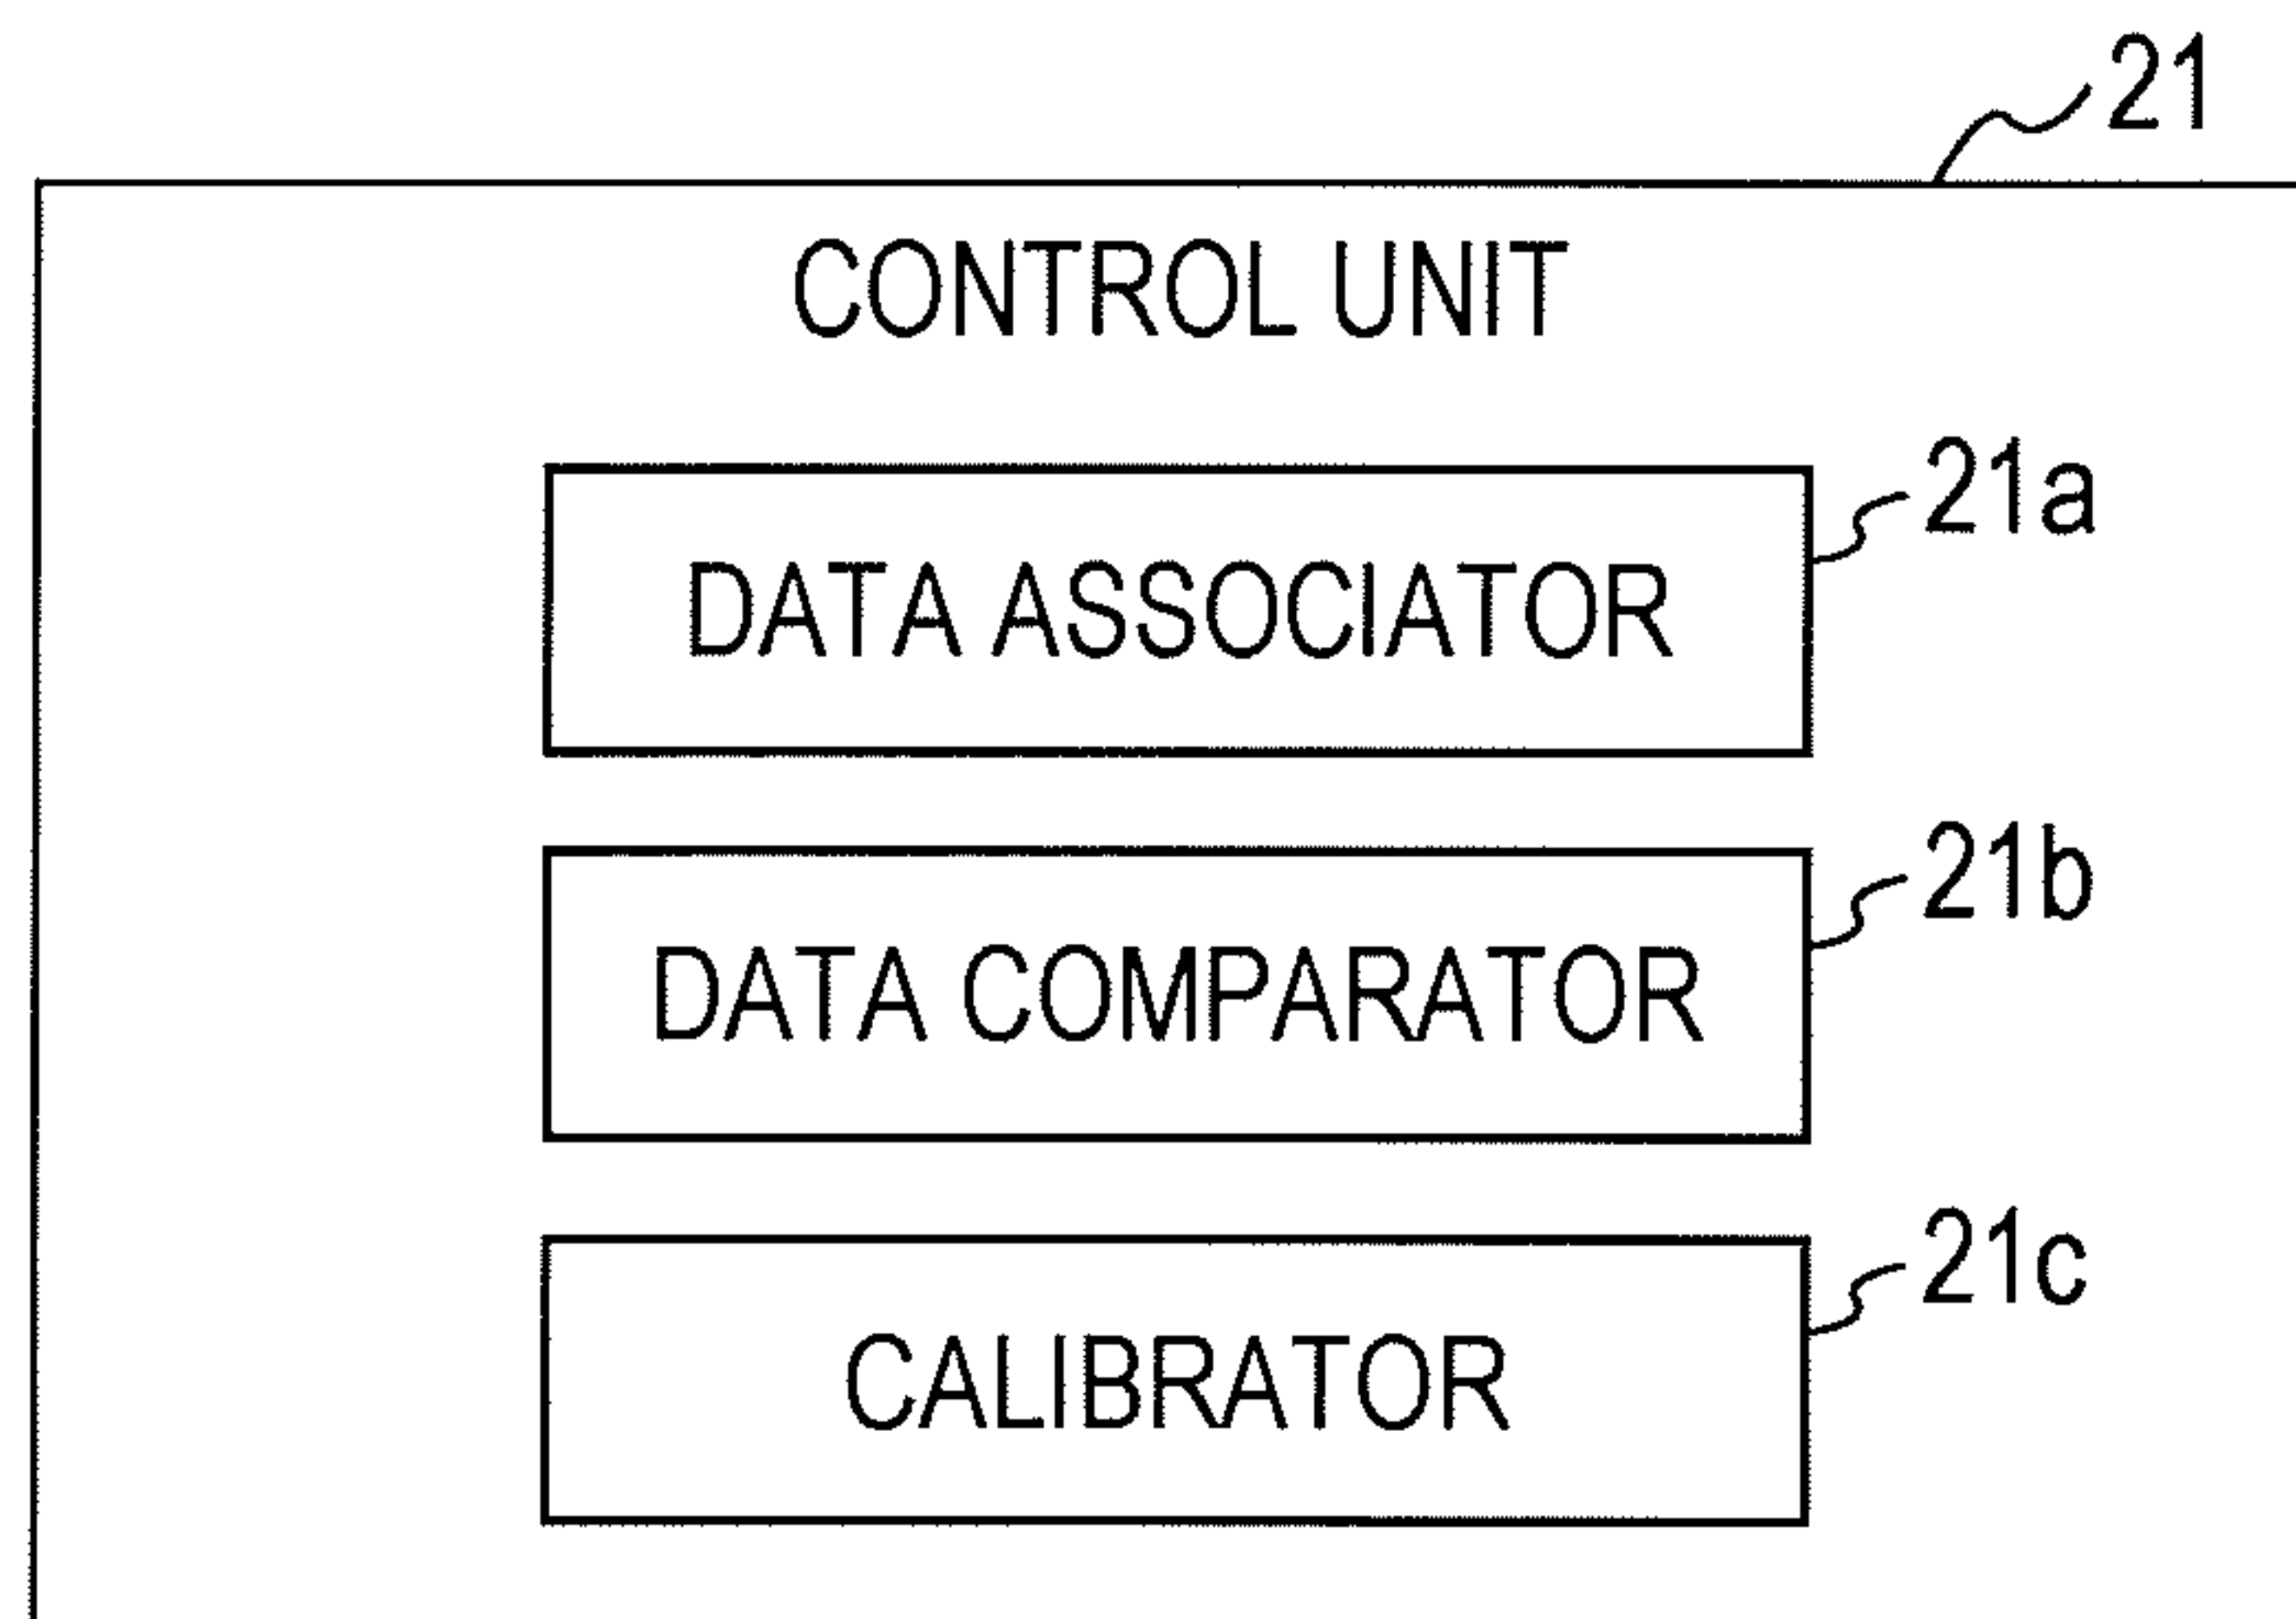 21
CONTROL UNIT
21a
DATA ASSOCIATOR
21b
DATA COMPARATOR
21c
CALIBRATOR